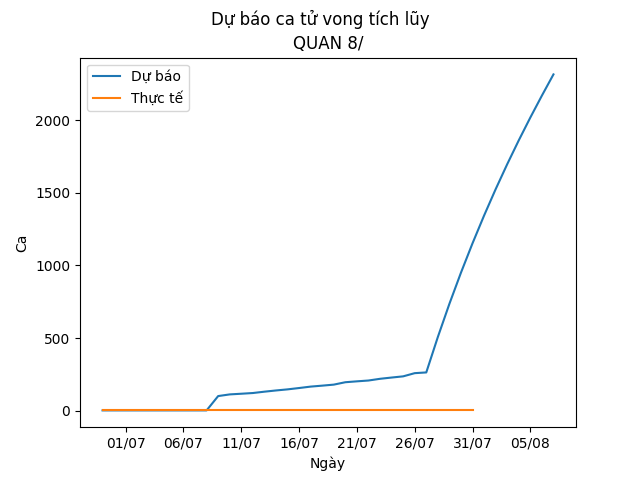 Dự báo ca tử vong tích lũy
QUAN 8/
Dự báo
Thực tế
2000
1500
1000
500
0
Ca
01/07 06/07 11/07 16/07 21/07 26/07 31/07 05/08
Ngày